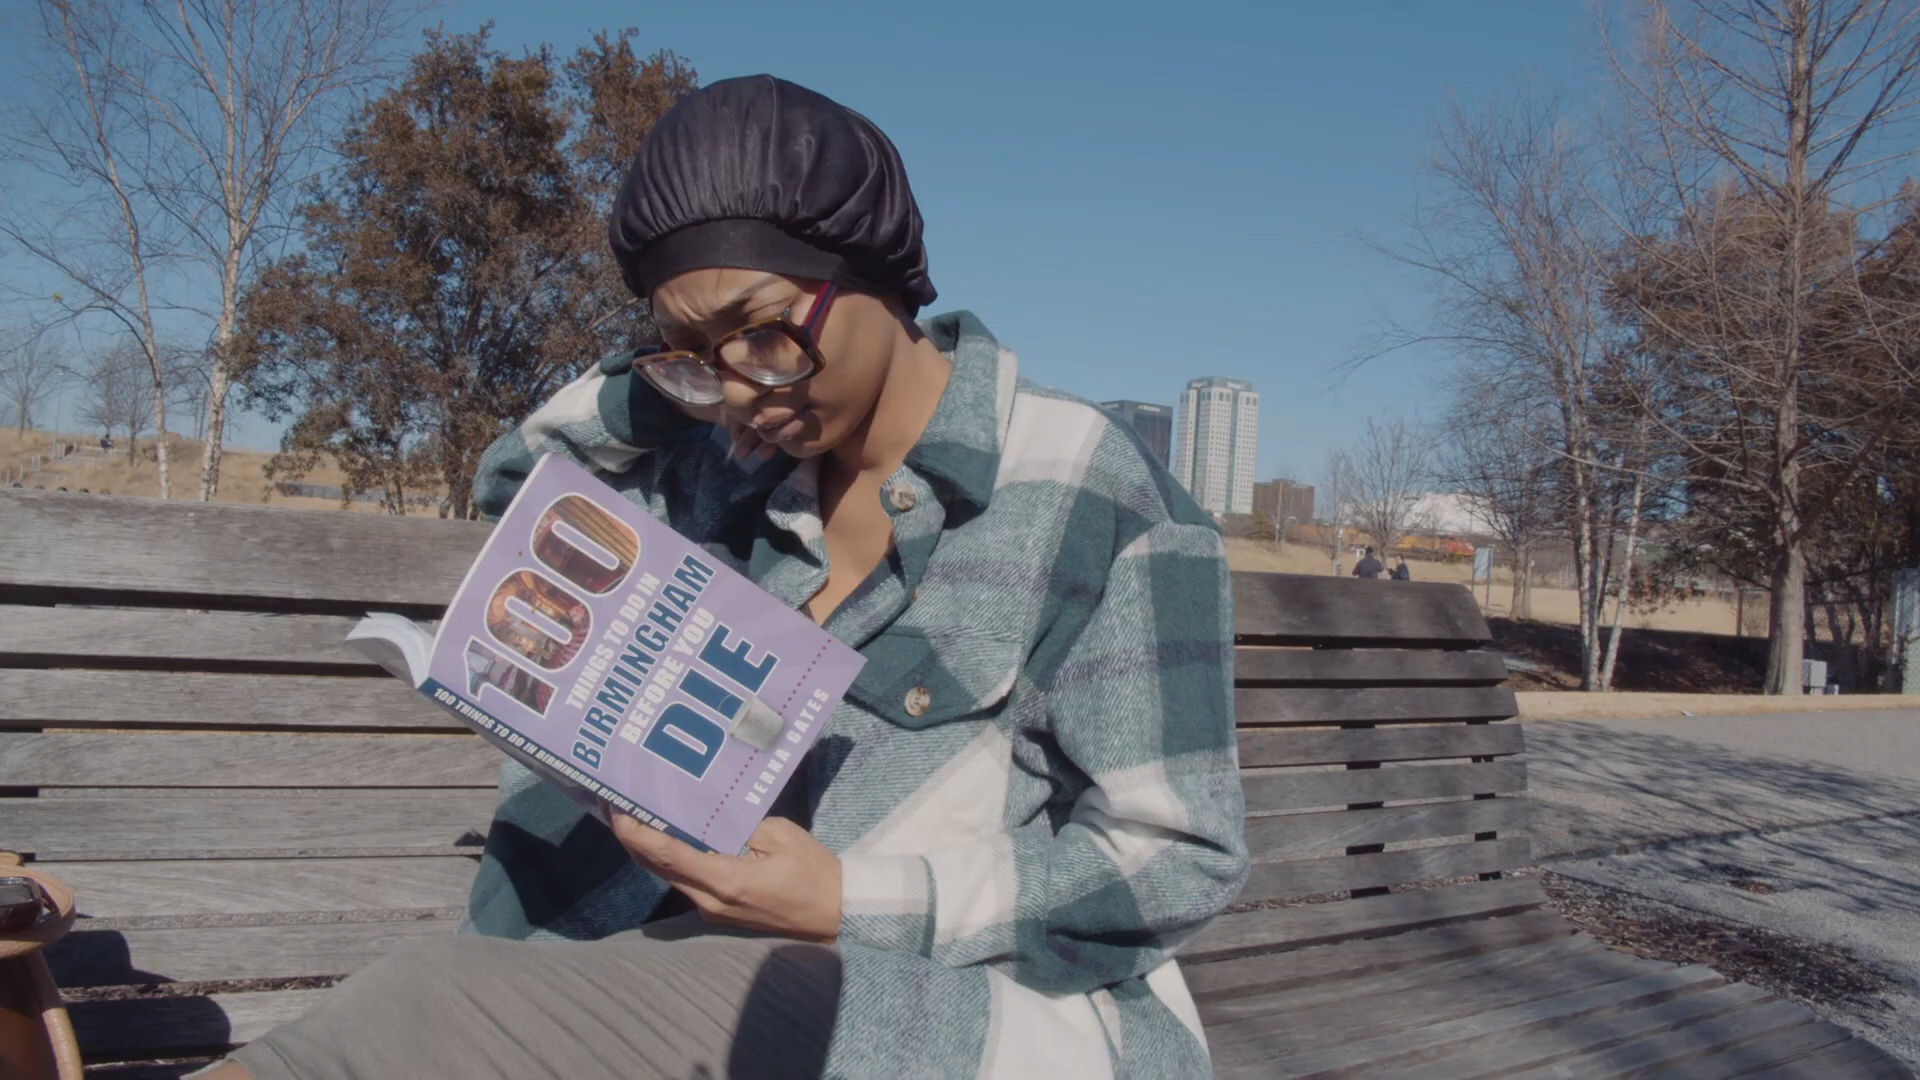 100
THINGS TO DO IN
BIRMINGHAM
BEFORE YOU
DIE
VERNA GATES
100 THINGS TO DO IN BIRMINGHAM BEFORE YOU DIE